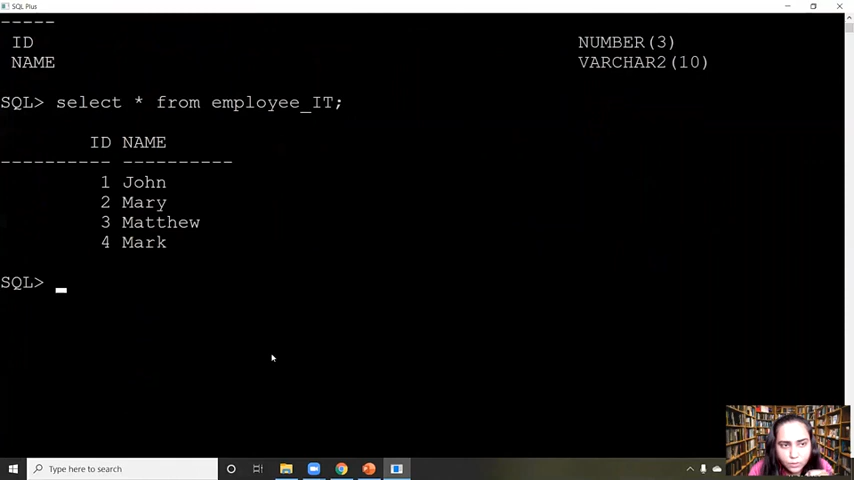 SQL Plus
-----
ID NUMBER(3)
NAME VARCHAR2(10)
SQL> select * from employee_IT;
ID NAME
---------- ----------
1 John
2 Mary
3 Matthew
4 Mark
SQL>
Type here to search